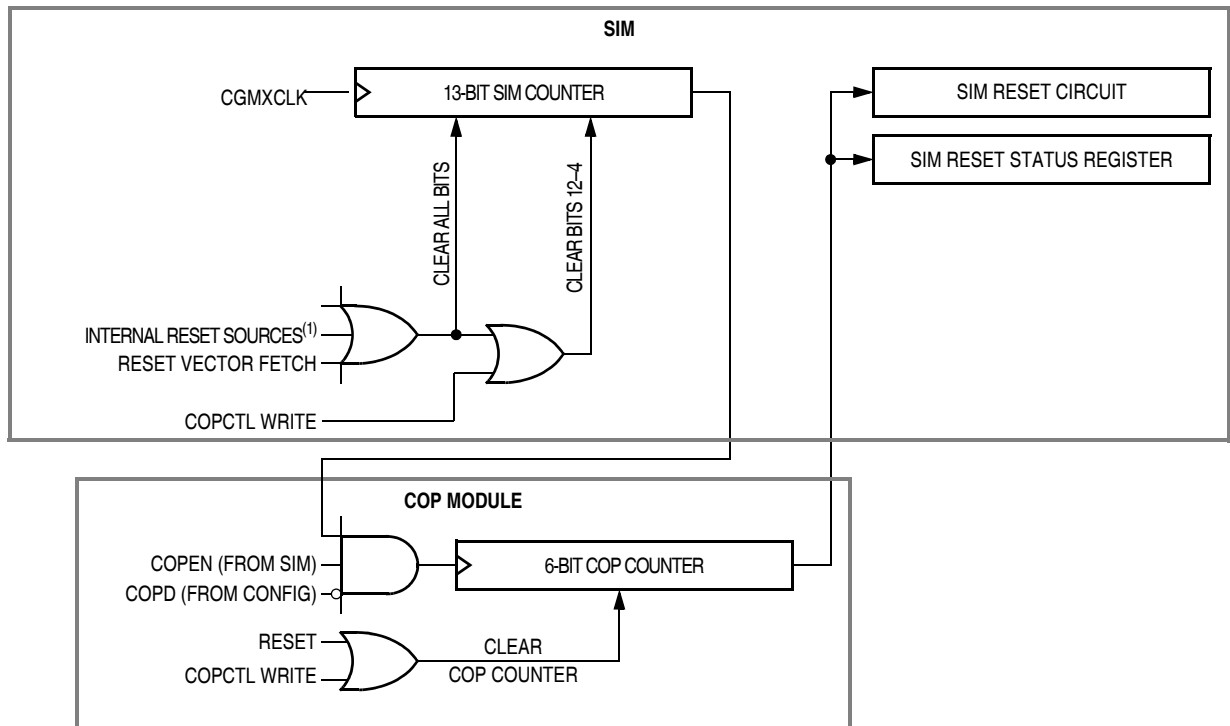 SIM
CGMXCLK
13-BIT SIM COUNTER
SIM RESET CIRCUIT
SIM RESET STATUS REGISTER
CLEAR ALL BITS
CLEAR BITS 12–4
INTERNAL RESET SOURCES(1)
RESET VECTOR FETCH
COPCTL WRITE
COP MODULE
COPEN (FROM SIM)
6-BIT COP COUNTER
COPD (FROM CONFIG)
RESET
CLEAR
COPCTL WRITE
COP COUNTER